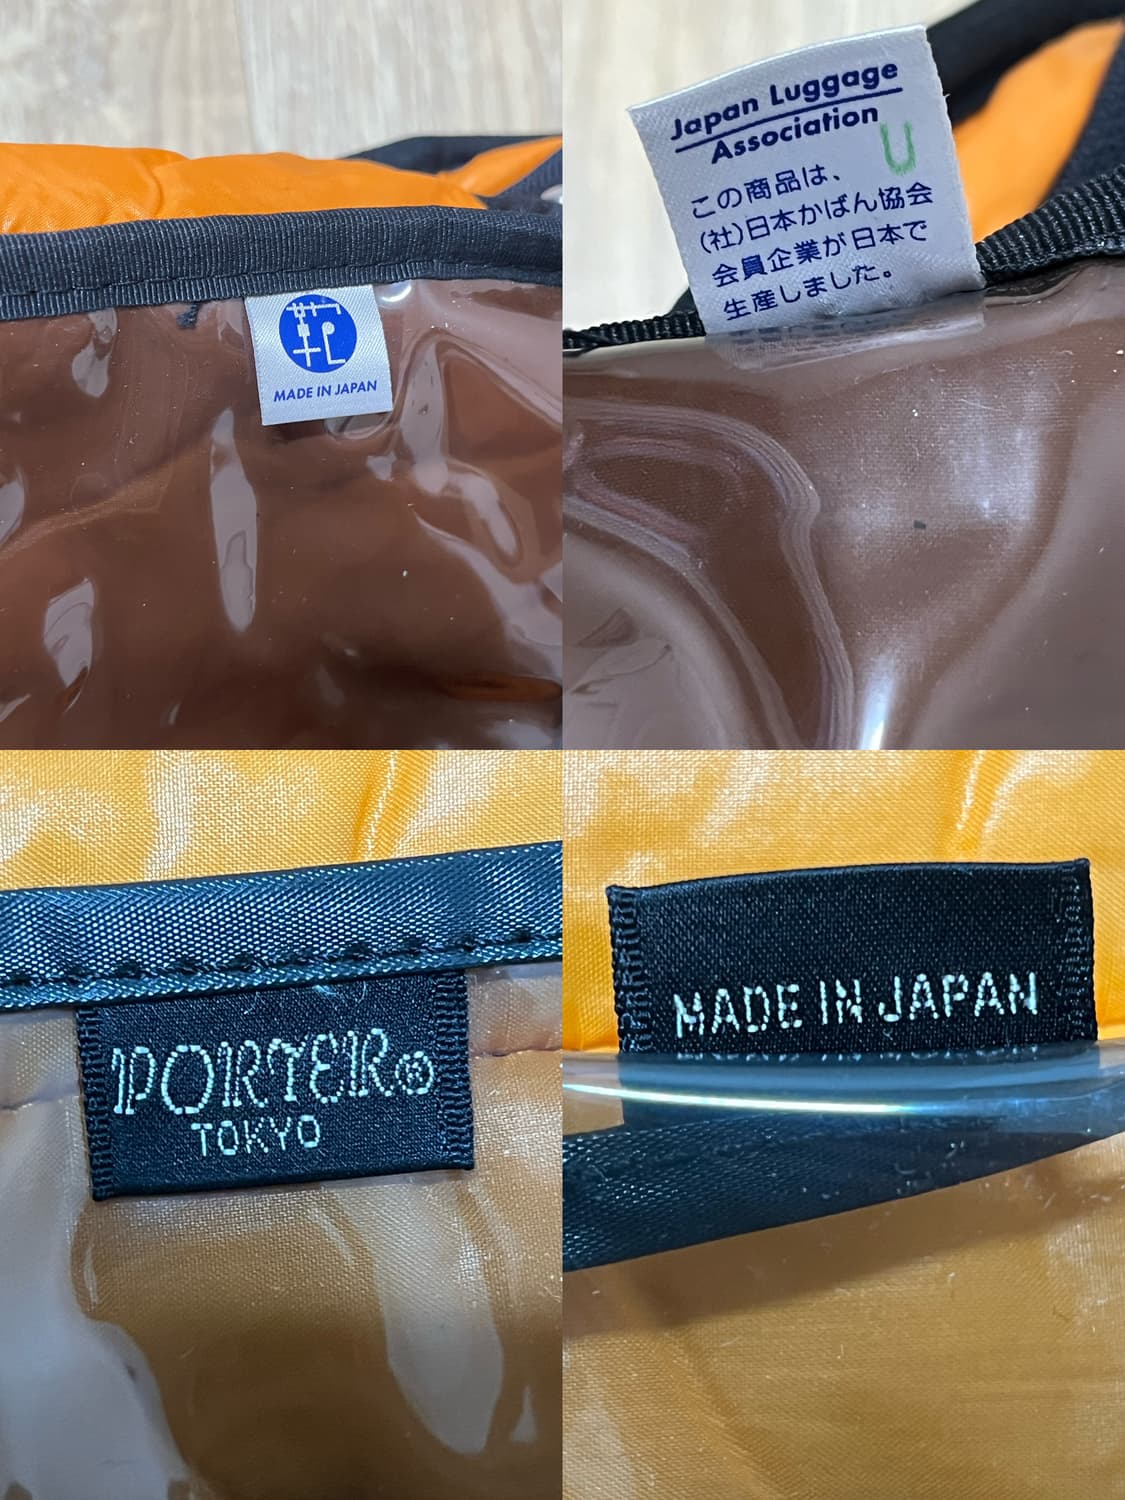 鞄
MADE IN JAPAN
Japan Luggage
Association
U
この商品は、
(社)日本かばん協会
会員企業が日本で
生産しました。
PORTER®
TOKYO
MADE IN JAPAN